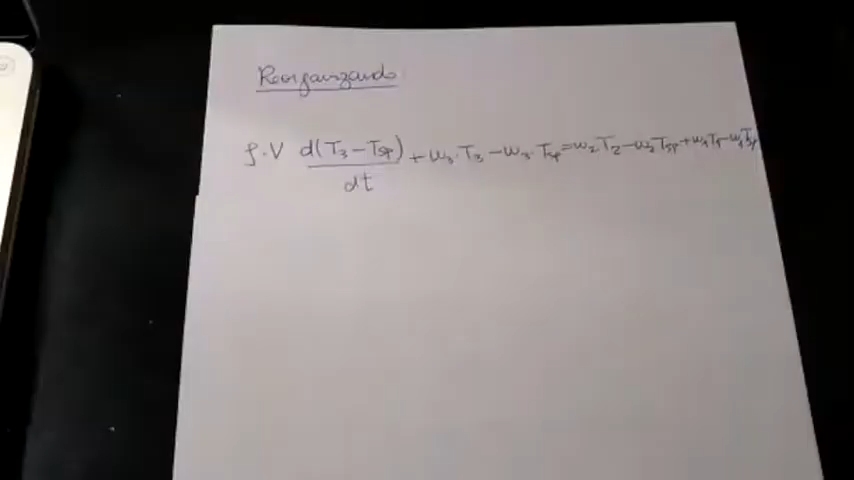 Reorganizando
ρ.V d(T₃ - Tsp)/dt + w₃.T₃ - w₃.Tsp = w₂T₂ - w₂Tsp + w₁T₁ - w₁Tsp